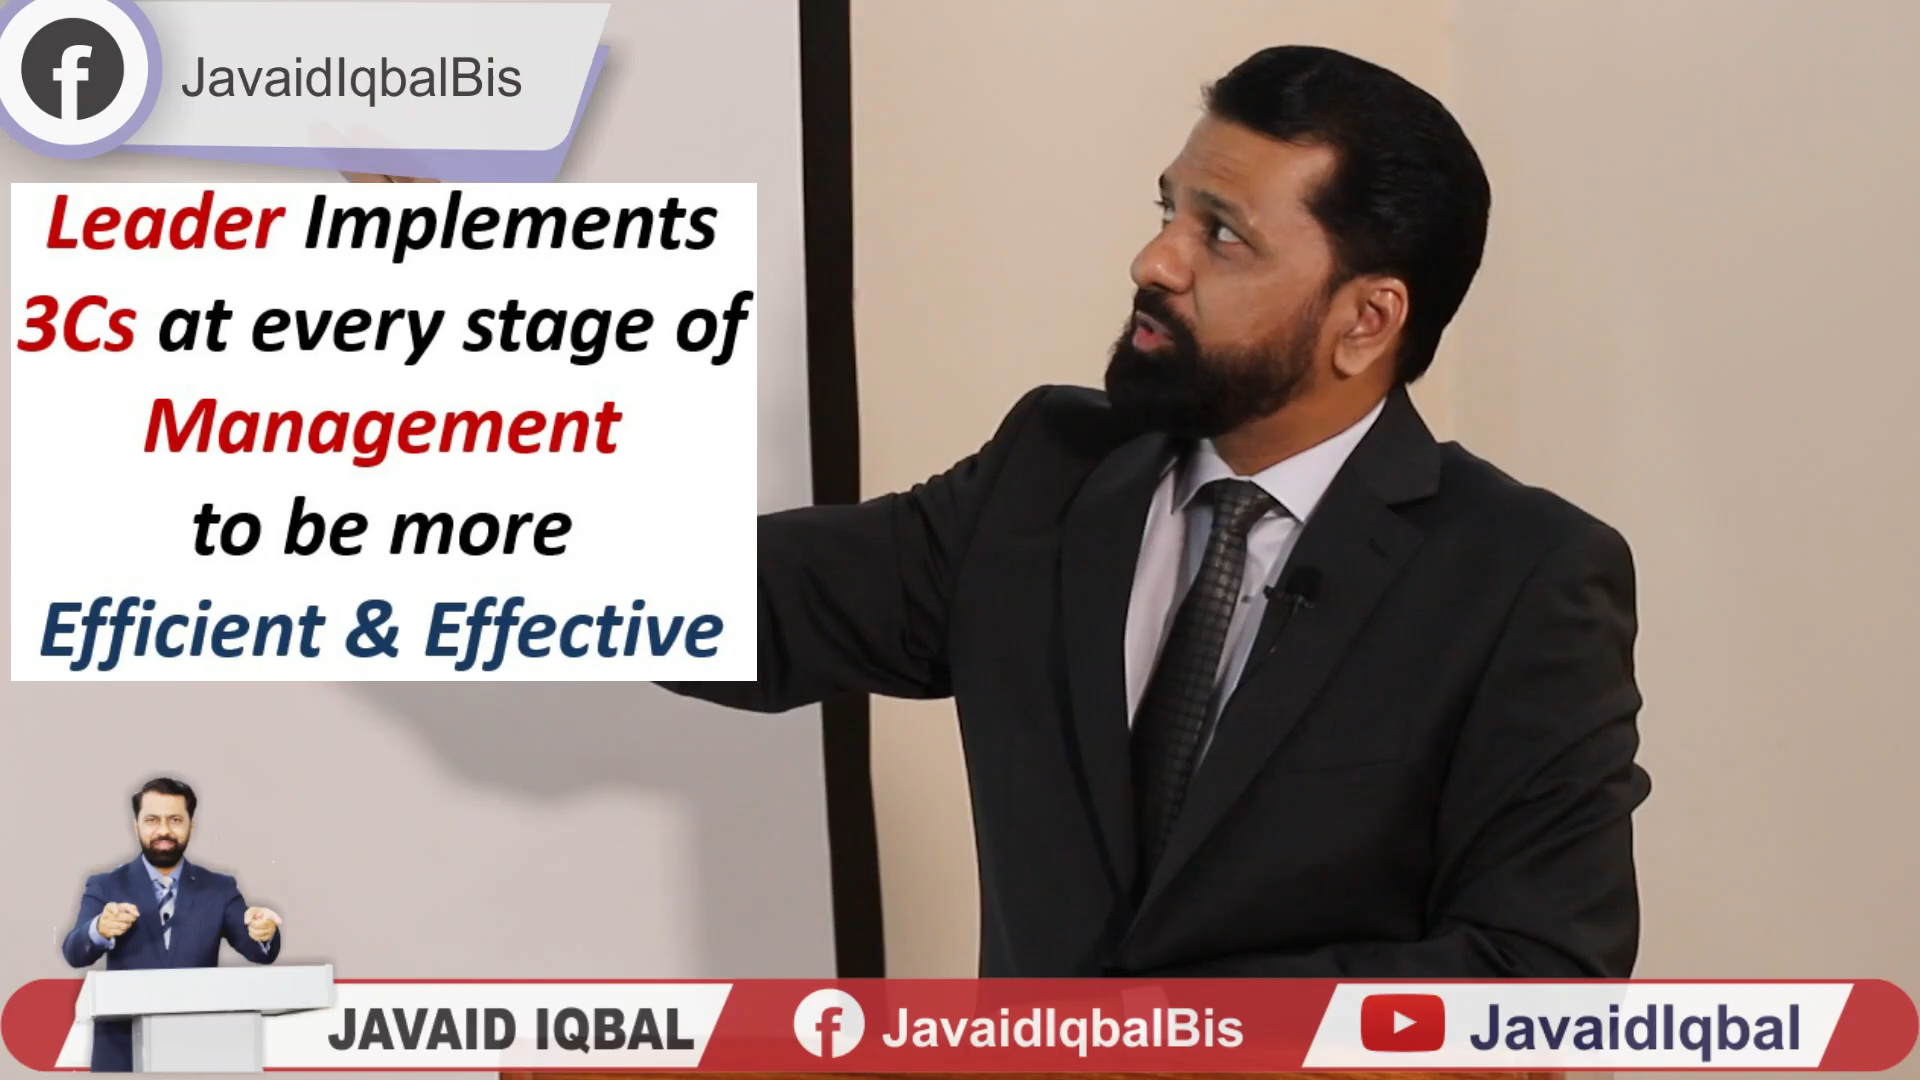 JavaidIqbalBis
Leader Implements
3Cs at every stage of
Management
to be more
Efficient & Effective
JAVAID IQBAL
JavaidIqbalBis
JavaidIqbal